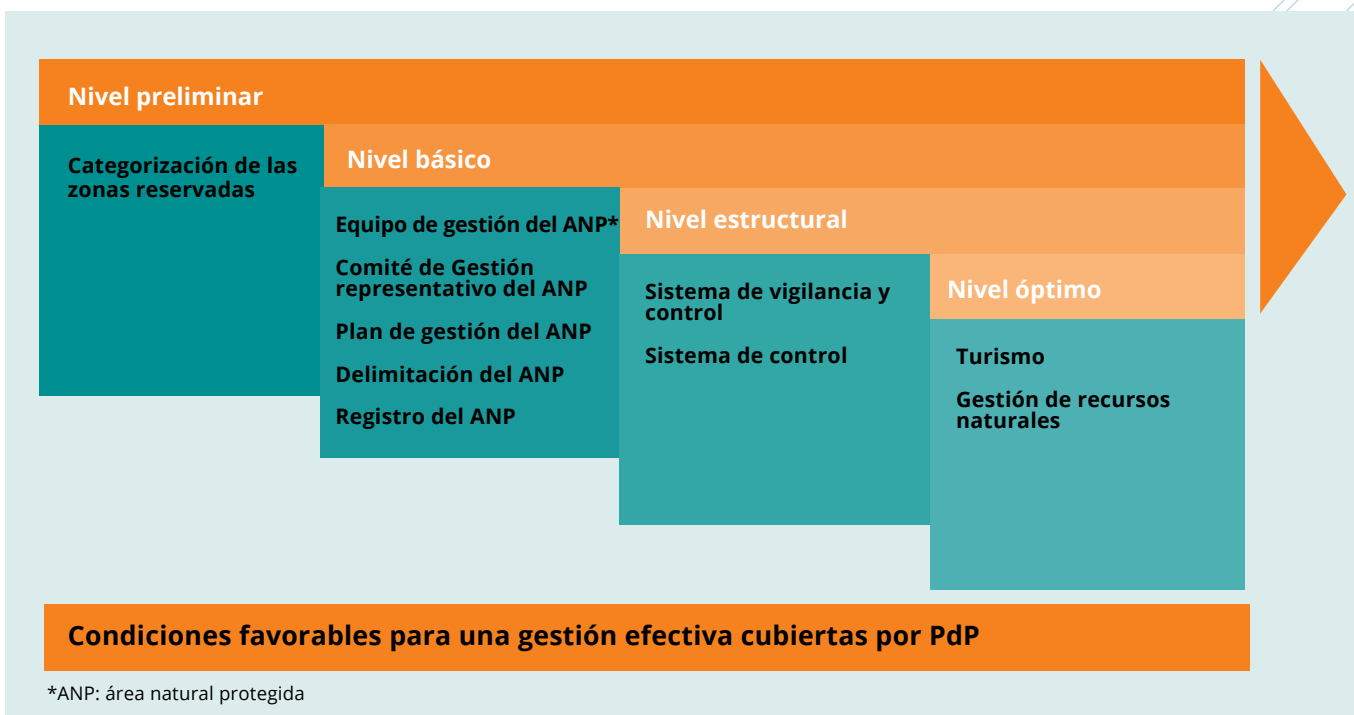 Nivel preliminar
Categorización de las
zonas reservadas
Nivel básico
Equipo de gestión del ANP*
Comité de Gestión
representativo del ANP
Plan de gestión del ANP
Delimitación del ANP
Registro del ANP
Nivel estructural
Sistema de vigilancia y
control
Sistema de control
Nivel óptimo
Turismo
Gestión de recursos
naturales
Condiciones favorables para una gestión efectiva cubiertas por PdP
*ANP: área natural protegida